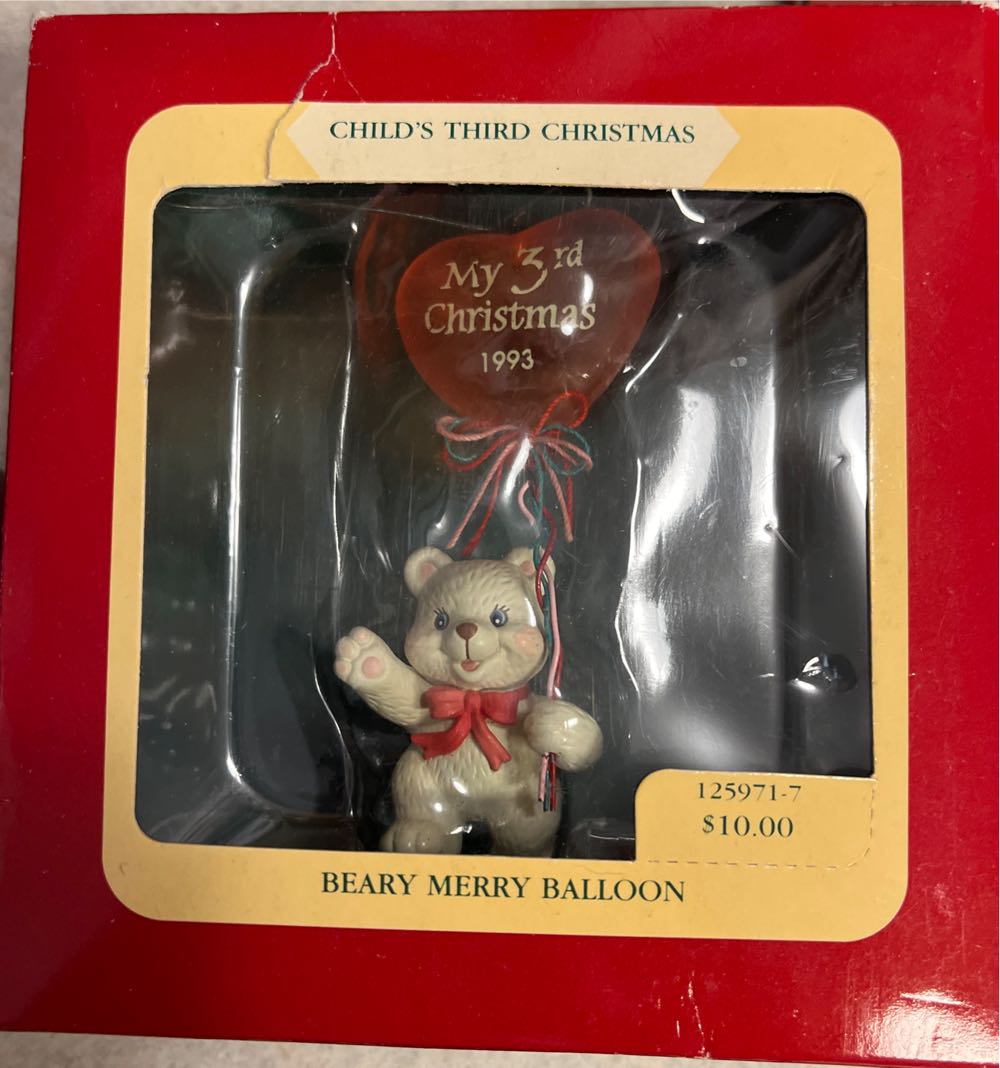 CHILD'S THIRD CHRISTMAS
My 3rd
Christmas
1993
125971-7
$10.00
BEARY MERRY BALLOON